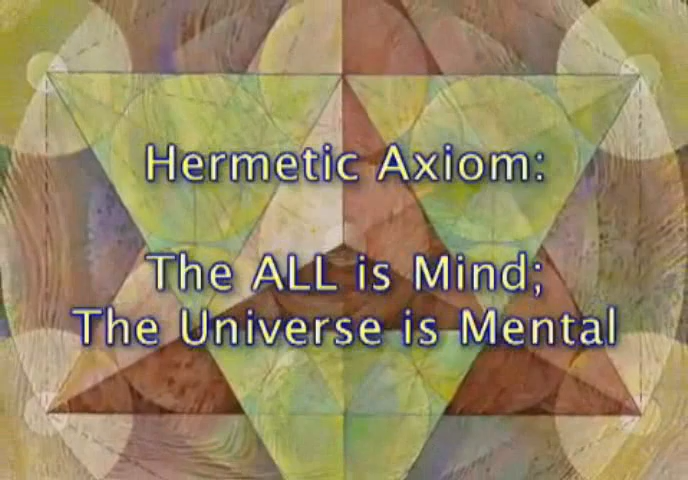 Hermetic Axiom:
The ALL is Mind;
The Universe is Mental